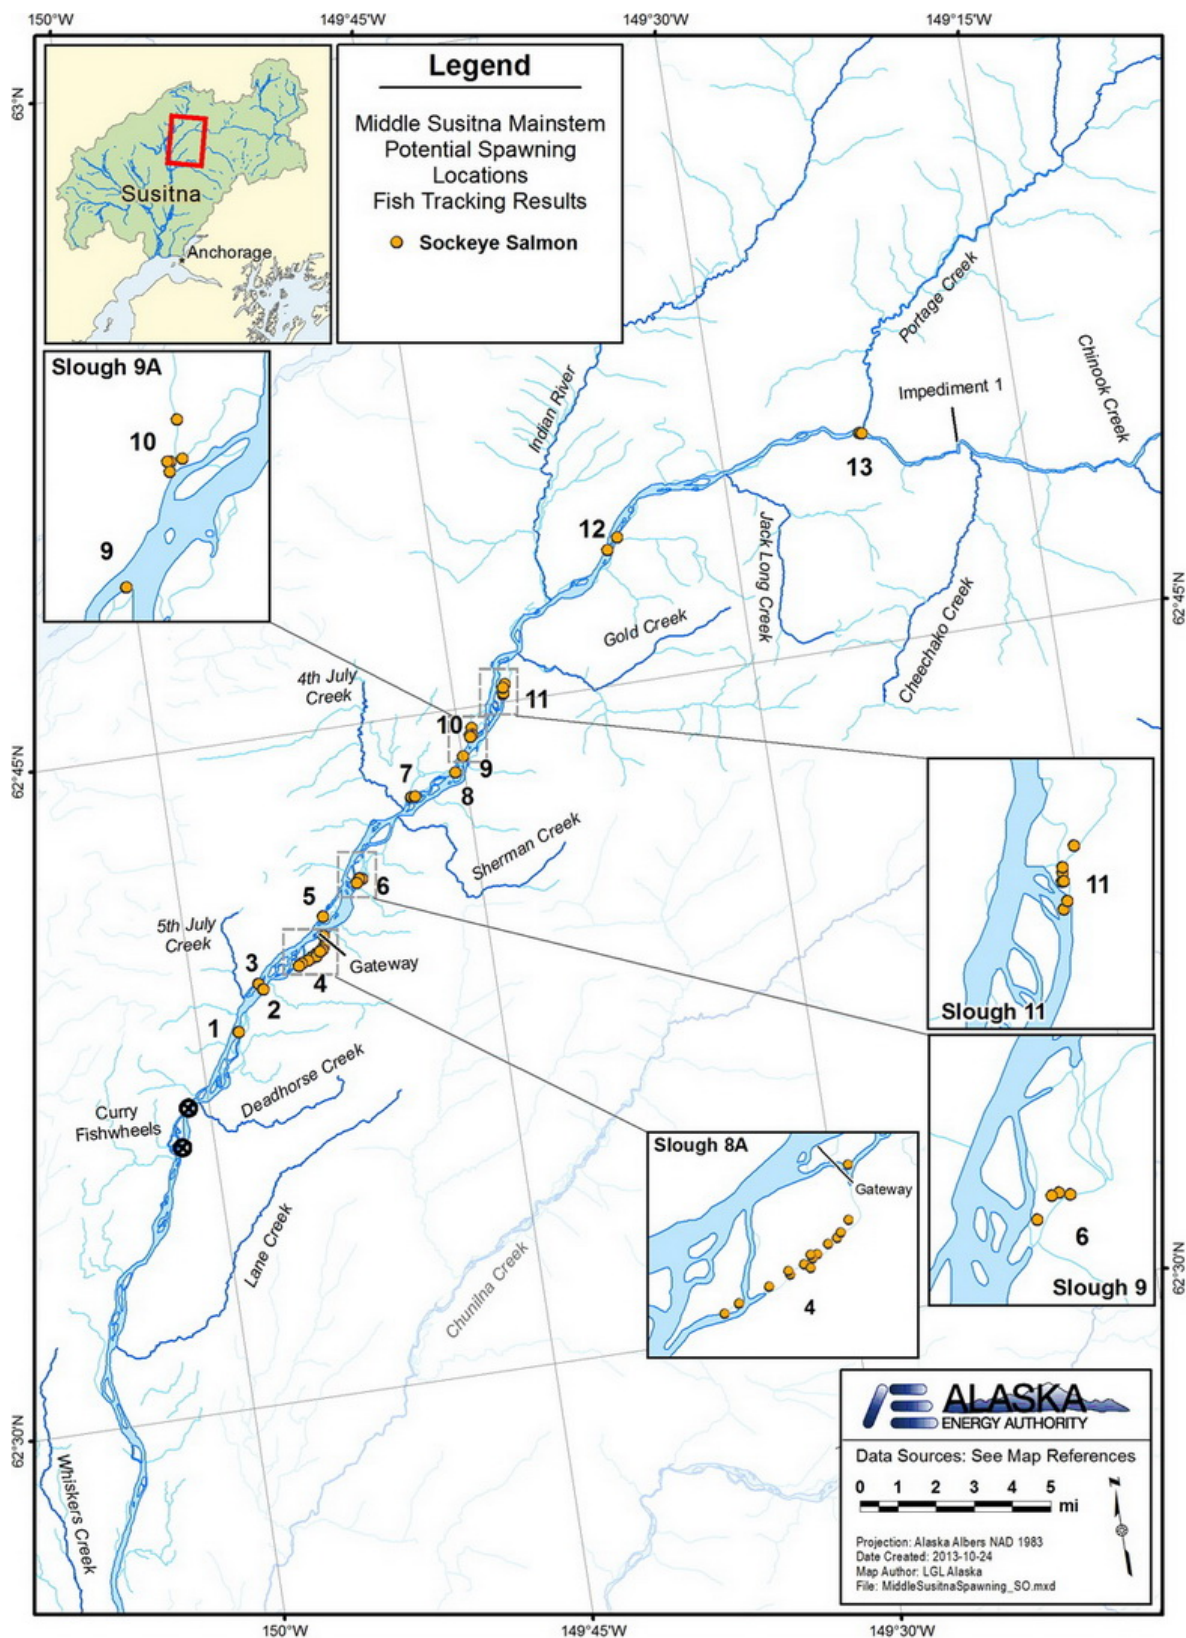 150°W
149°45'W
149°30'W
149°15'W
63°N
Susitna
Anchorage
Legend
Middle Susitna Mainstem
Potential Spawning
Locations
Fish Tracking Results
Sockeye Salmon
Slough 9A
10
9
Portage Creek
Chinook Creek
Impediment 1
Indian River
13
12
Jack Long Creek
Cheechako Creek
Gold Creek
62°45'N
4th July
Creek
11
10
9
7
8
62°45'N
Sherman Creek
6
5
5th July
Creek
Gateway
3
4
2
1
Deadhorse Creek
Curry
Fishwheels
Lane Creek
Chunilna Creek
Whiskers Creek
11
Slough 11
6
Slough 9
Slough 8A
Gateway
4
62°30'N
62°30'N
ALASKA
ENERGY AUTHORITY
Data Sources: See Map References
0 1 2 3 4 5
mi
N
Projection: Alaska Albers NAD 1983
Date Created: 2013-10-24
Map Author: LGL Alaska
File: MiddleSusitnaSpawning_SO.mxd
150°W
149°45'W
149°30'W